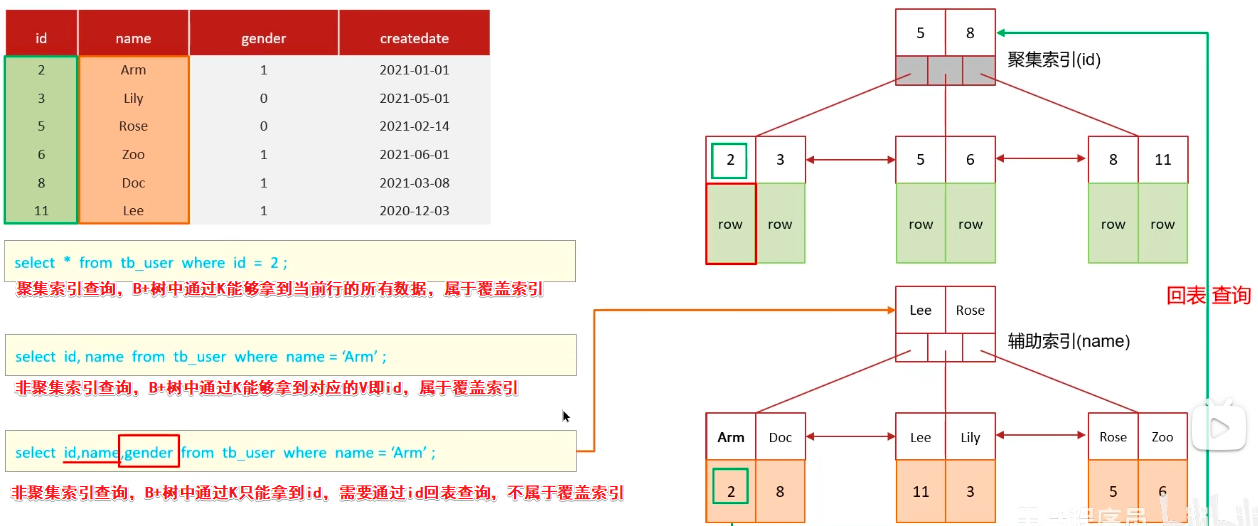 id name gender createdate
2 Arm 1 2021-01-01
3 Lily 0 2021-05-01
5 Rose 0 2021-02-14
6 Zoo 1 2021-06-01
8 Doc 1 2021-03-08
11 Lee 1 2020-12-03
select * from tb_user where id = 2 ;
聚集索引查询，B+树中通过K能够拿到当前行的所有数据，属于覆盖索引
select id, name from tb_user where name = ‘Arm’ ;
非聚集索引查询，B+树中通过K能够拿到对应的V即id，属于覆盖索引
select id,name,gender from tb_user where name = ‘Arm’ ;
非聚集索引查询，B+树中通过K只能拿到id，需要通过id回表查询，不属于覆盖索引
5 8
聚集索引(id)
2 3 5 6 8 11
row row row row row row
回表 查询
Lee Rose
辅助索引(name)
Arm Doc Lee Lily Rose Zoo
2 8 11 3 5 6
程序员